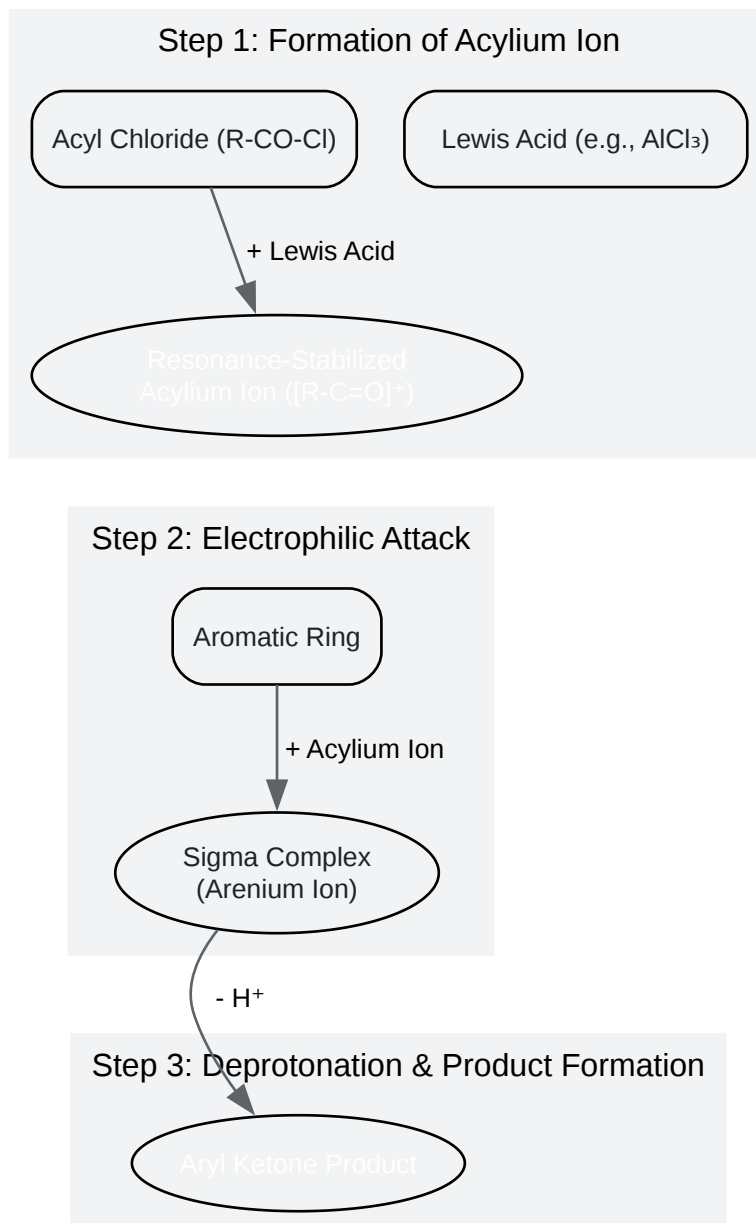 Step 1: Formation of Acylium Ion
Acyl Chloride (R-CO-Cl)
Lewis Acid (e.g., AlCl₃)
+ Lewis Acid
Resonance-Stabilized
Acylium Ion ([R-C=O]⁺)
Step 2: Electrophilic Attack
Aromatic Ring
+ Acylium Ion
Sigma Complex
(Arenium Ion)
- H⁺
Step 3: Deprotonation & Product Formation
Aryl Ketone Product